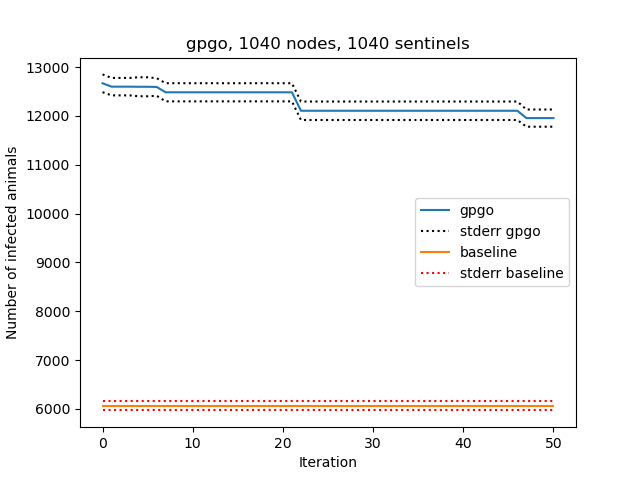 gpgo, 1040 nodes, 1040 sentinels
Number of infected animals
13000
12000
11000
10000
9000
8000
7000
6000
gpgo
stderr gpgo
baseline
stderr baseline
0 10 20 30 40 50
Iteration